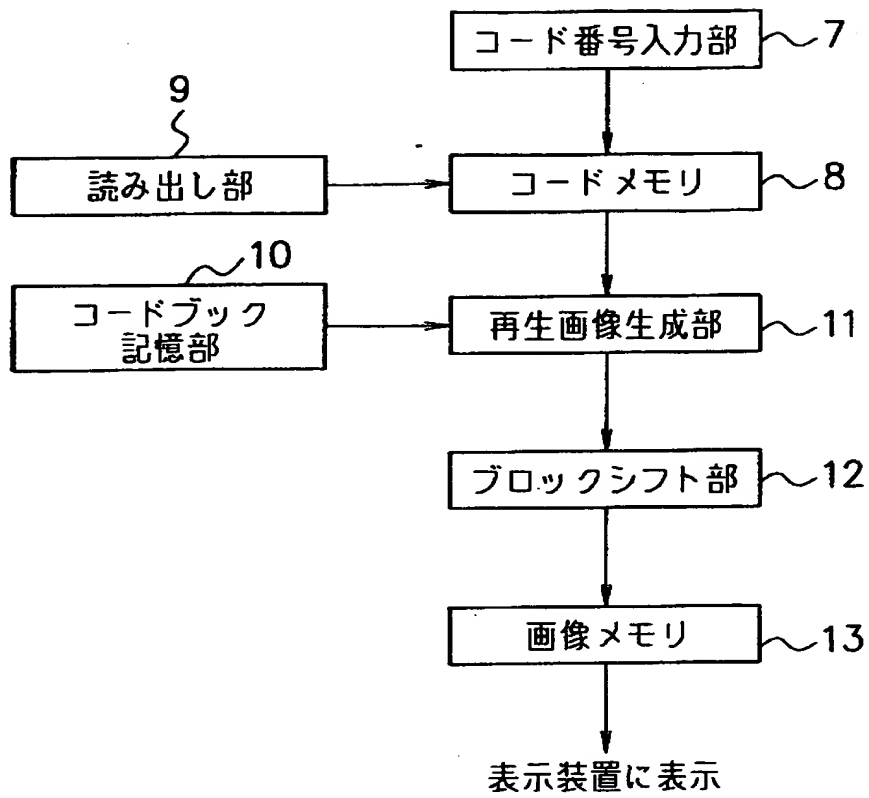 コード番号入力部 7
9
読み出し部
コードメモリ 8
10
コードブック
記憶部
再生画像生成部 11
ブロックシフト部 12
画像メモリ 13
表示装置に表示